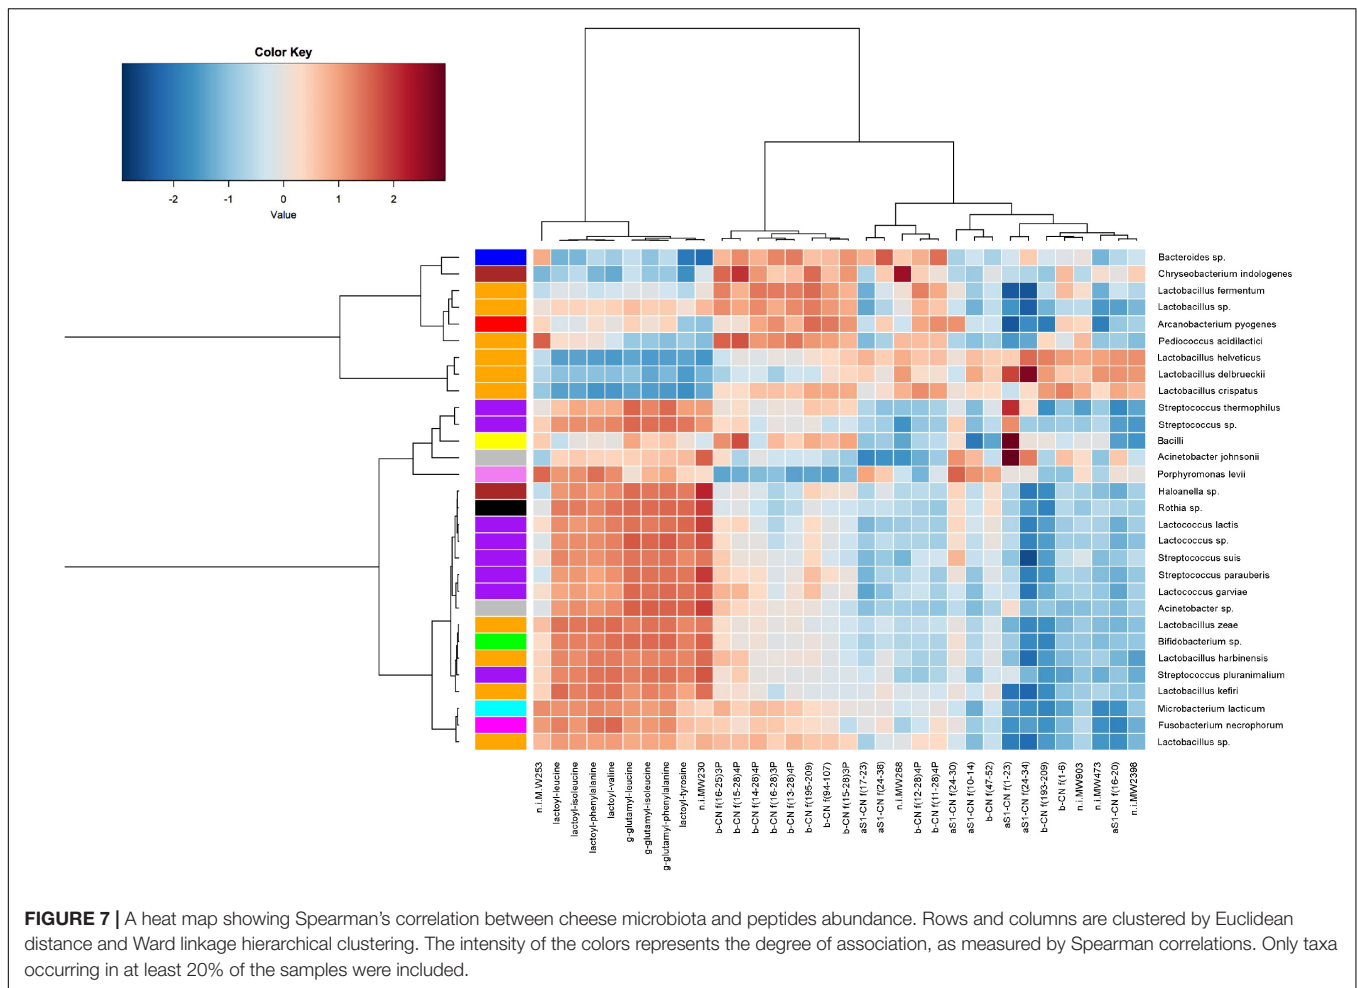 Color Key
-2
-1
0
1
2
Value
Bacteroides sp.
Chryseobacterium indologenes
Lactobacillus fermentum
Lactobacillus sp.
Arcanobacterium pyogenes
Pediococcus acidilactici
Lactobacillus helveticus
Lactobacillus delbrueckii
Lactobacillus crispatus
Streptococcus thermophilus
Streptococcus sp.
Bacilli
Acinetobacter johnsonii
Porphyromonas levii
Haloanella sp.
Rothia sp.
Lactococcus lactis
Lactococcus sp.
Streptococcus suis
Streptococcus parauberis
Lactococcus garviae
Acinetobacter sp.
Lactobacillus zeae
Bifidobacterium sp.
Lactobacillus harbinensis
Streptococcus pluranimalium
Lactobacillus kefiri
Microbacterium lacticum
Fusobacterium necrophorum
Lactobacillus sp.
n.i.M.W253
lactoyl-leucine
lactoyl-isoleucine
lactoyl-phenylalanine
lactoyl-valine
g-glutamyl-leucine
g-glutamyl-isoleucine
g-glutamyl-phenylalanine
lactoyl-tyrosine
n.i.MW230
b-CN f(16-25)3P
b-CN f(15-28)4P
b-CN f(14-28)4P
b-CN f(16-28)3P
b-CN f(13-28)4P
b-CN f(195-209)
b-CN f(94-107)
b-CN f(15-28)3P
aS1-CN f(17-23)
aS1-CN f(24-38)
n.i.MW268
b-CN f(12-28)4P
b-CN f(11-28)4P
aS1-CN f(24-30)
aS1-CN f(10-14)
b-CN f(47-52)
aS1-CN f(1-23)
aS1-CN f(24-34)
b-CN f(193-209)
b-CN f(1-6)
n.i.MW903
n.i.MW473
aS1-CN f(16-20)
n.i.MW2398
FIGURE 7 | A heat map showing Spearman's correlation between cheese microbiota and peptides abundance. Rows and columns are clustered by Euclidean
distance and Ward linkage hierarchical clustering. The intensity of the colors represents the degree of association, as measured by Spearman correlations. Only taxa
occurring in at least 20% of the samples were included.